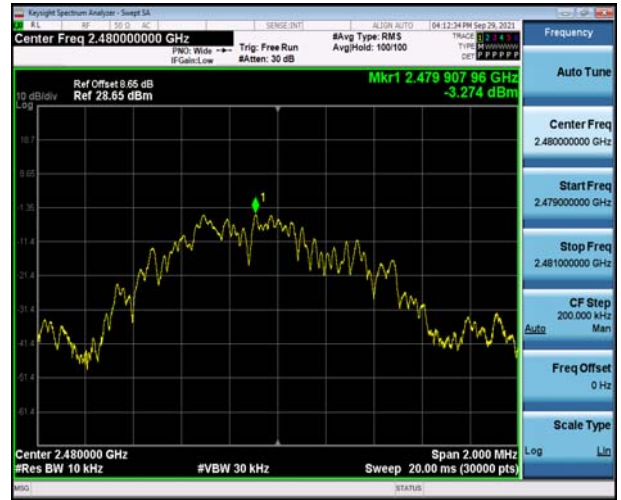 Keysight Spectrum Analyzer - Swept SA
RL RF 50 Ω AC SENSE:INT ALIGN AUTO 04:12:34 PM Sep 29, 2021
Center Freq 2.480000000 GHz
PNO: Wide
IFGain:Low
Trig: Free Run
#Atten: 30 dB
#Avg Type: RMS
Avg|Hold: 100/100
TRACE 1 2 3 4 5 6
TYPE M WWWWW
DET P P P P P P
Ref Offset 8.65 dB
10 dB/div Ref 28.65 dBm
Log
Mkr1 2.479 907 96 GHz
-3.274 dBm
1
18.7
8.65
-1.35
-11.4
-21.4
-31.4
-41.4
-51.4
-61.4
Center 2.480000 GHz Span 2.000 MHz
#Res BW 10 kHz #VBW 30 kHz Sweep 20.00 ms (30000 pts)
MSG STATUS
Frequency
Auto Tune
Center Freq
2.480000000 GHz
Start Freq
2.479000000 GHz
Stop Freq
2.481000000 GHz
CF Step
200.000 kHz
Auto Man
Freq Offset
0 Hz
Scale Type
Log Lin